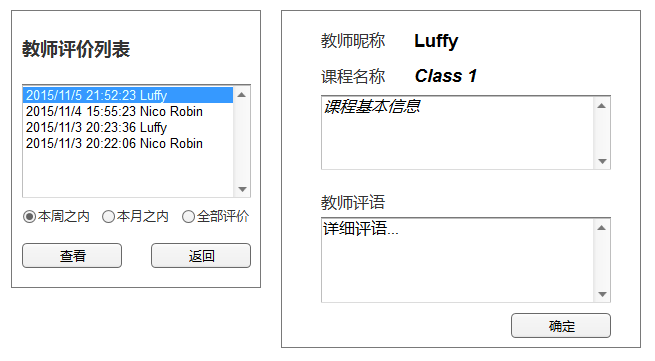 教师评价列表
2015/11/5 21:52:23 Luffy
2015/11/4 15:55:23 Nico Robin
2015/11/3 20:23:36 Luffy
2015/11/3 20:22:06 Nico Robin
本周之内 本月之内 全部评价
查看 返回
教师昵称 Luffy
课程名称 Class 1
课程基本信息
教师评语
详细评语...
确定